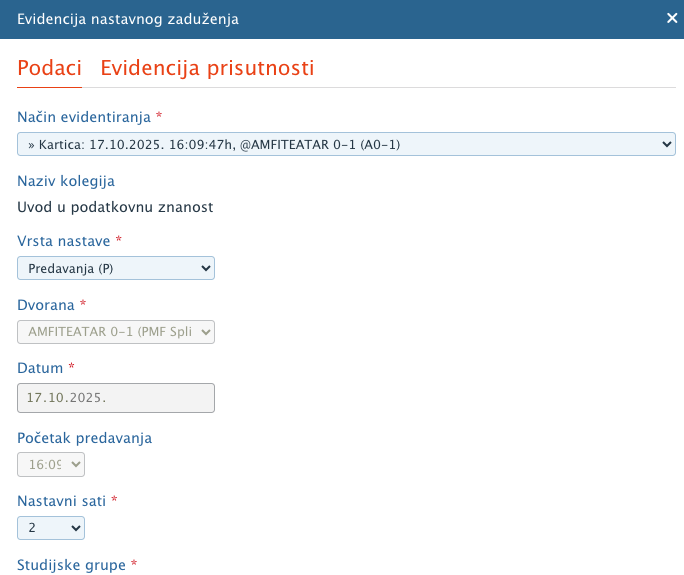 Evidencija nastavnog zaduženja ×
Podaci Evidencija prisutnosti
Način evidentiranja *
» Kartica: 17.10.2025. 16:09:47h, @AMFITEATAR 0-1 (A0-1)
Naziv kolegija
Uvod u podatkovnu znanost
Vrsta nastave *
Predavanja (P)
Dvorana *
AMFITEATAR 0-1 (PMF Spli
Datum *
17.10.2025.
Početak predavanja
16:09
Nastavni sati *
2
Studijske grupe *